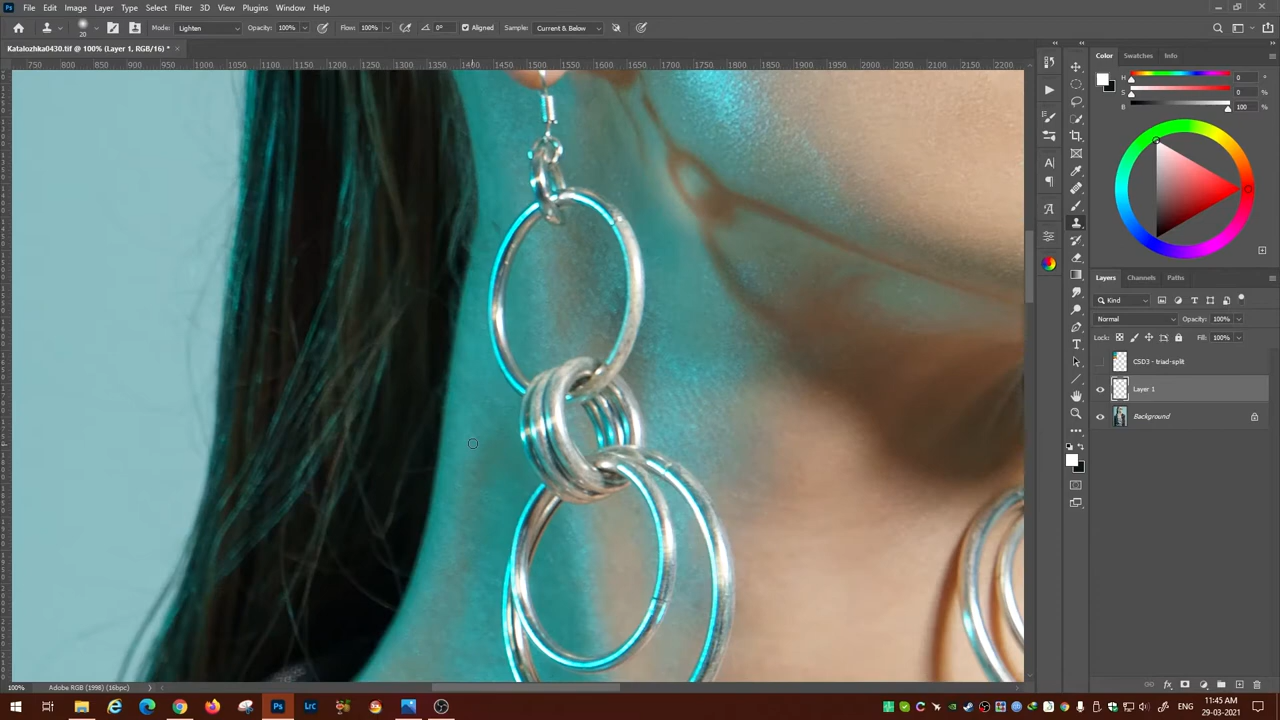 Ps File Edit Image Layer Type Select Filter 3D View Plugins Window Help
20 Mode: Lighten Opacity: 100% Flow: 100% 0° Aligned Sample: Current & Below
Katalozhka0430.tif @ 100% (Layer 1, RGB/16) * ×
750 800 850 900 950 1000 1050 1100 1150 1200 1250 1300 1350 1400 1450 1500 1550 1600 1650 1700 1750 1800 1850 1900 1950 2000 2050 2100 2150 2200
Color Swatches Info
H 0 °
S 0 %
B 100 %
Layers Channels Paths
Kind
Normal Opacity: 100%
Lock: Fill: 100%
CSD3 - triad-split
Layer 1
Background
100% Adobe RGB (1998) (16bpc)
Ps Lrc ENG 11:45 AM
29-03-2021